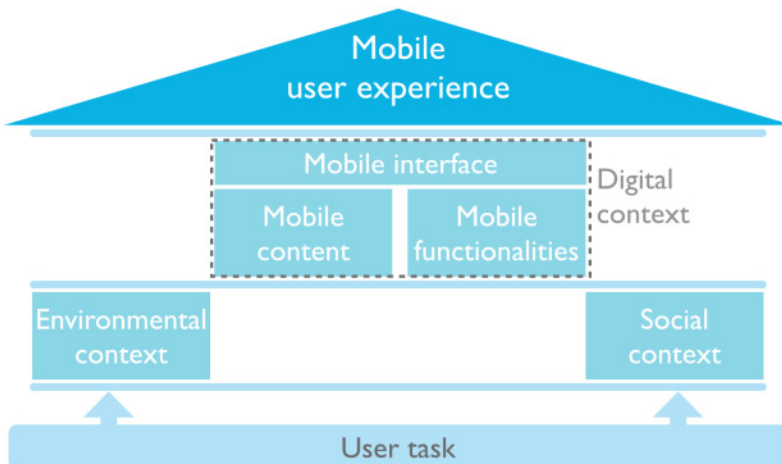 Mobile
user experience
Mobile interface
Digital
context
Mobile
content
Mobile
functionalities
Environmental
context
Social
context
User task